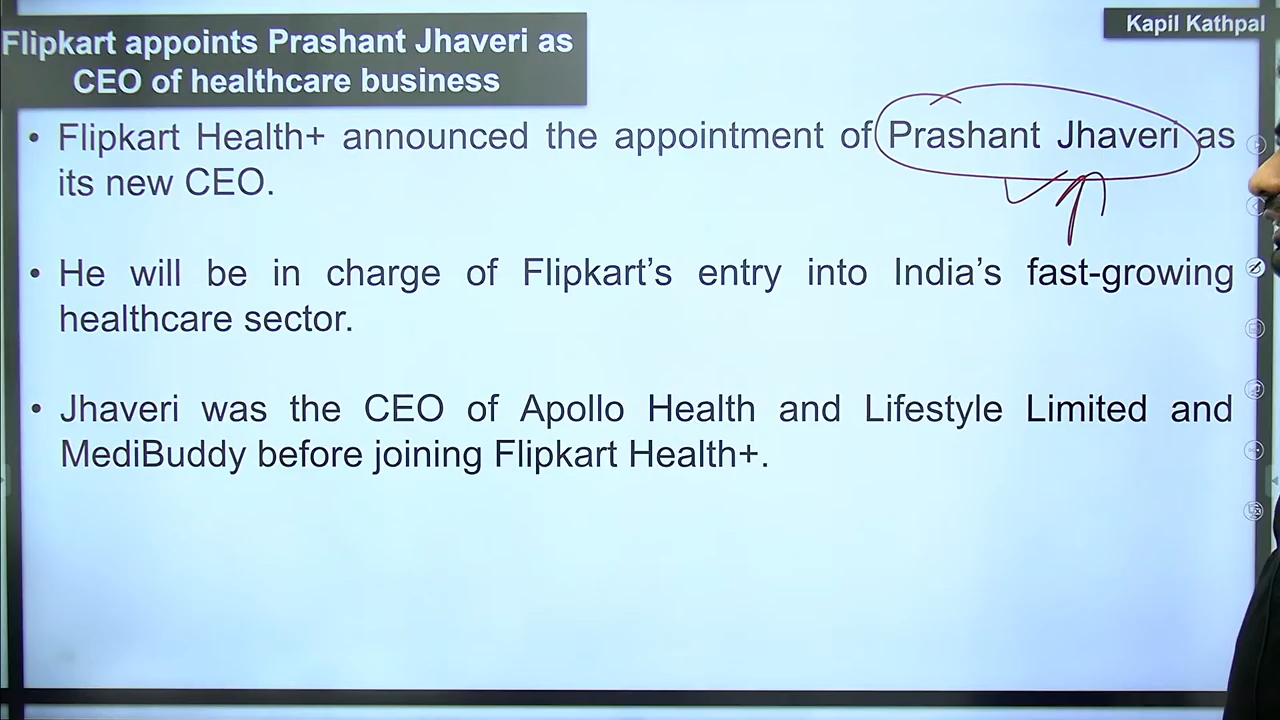 Flipkart appoints Prashant Jhaveri as
CEO of healthcare business
Kapil Kathpal
• Flipkart Health+ announced the appointment of Prashant Jhaveri as
its new CEO.
• He will be in charge of Flipkart’s entry into India’s fast-growing
healthcare sector.
• Jhaveri was the CEO of Apollo Health and Lifestyle Limited and
MediBuddy before joining Flipkart Health+.